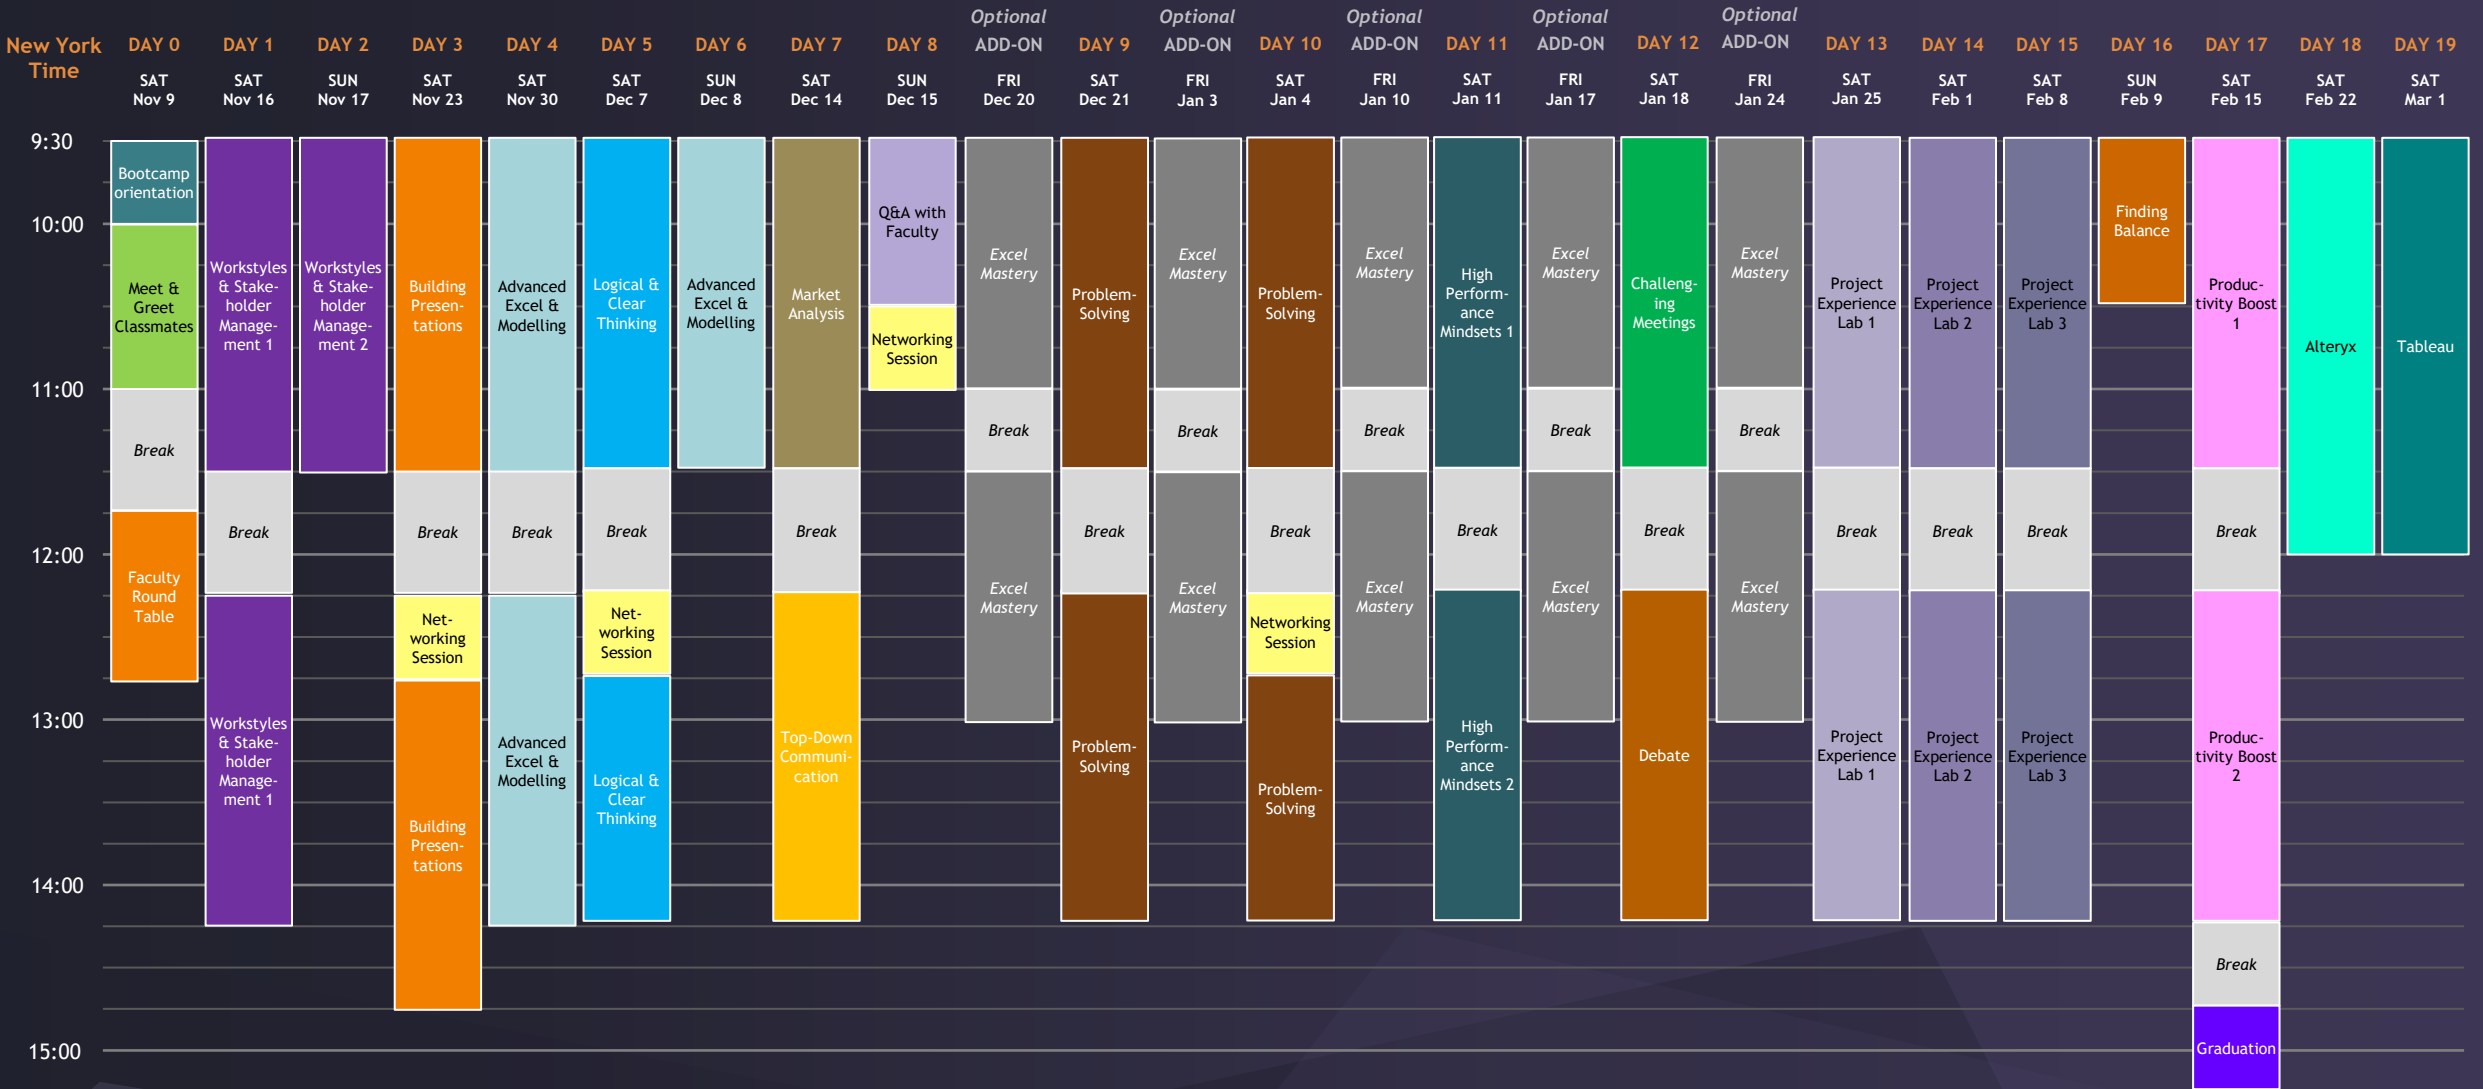 New York
Time
DAY 0
SAT
Nov 9
DAY 1
SAT
Nov 16
DAY 2
SUN
Nov 17
DAY 3
SAT
Nov 23
DAY 4
SAT
Nov 30
DAY 5
SAT
Dec 7
DAY 6
SUN
Dec 8
DAY 7
SAT
Dec 14
DAY 8
SUN
Dec 15
Optional
ADD-ON
FRI
Dec 20
DAY 9
SAT
Dec 21
Optional
ADD-ON
FRI
Jan 3
DAY 10
SAT
Jan 4
Optional
ADD-ON
FRI
Jan 10
DAY 11
SAT
Jan 11
Optional
ADD-ON
FRI
Jan 17
DAY 12
SAT
Jan 18
Optional
ADD-ON
FRI
Jan 24
DAY 13
SAT
Jan 25
DAY 14
SAT
Feb 1
DAY 15
SAT
Feb 8
DAY 16
SUN
Feb 9
DAY 17
SAT
Feb 15
DAY 18
SAT
Feb 22
DAY 19
SAT
Mar 1
9:30
10:00
11:00
12:00
13:00
14:00
15:00
Bootcamp
orientation
Meet &
Greet
Classmates
Break
Faculty
Round
Table
Workstyles
& Stake-
holder
Manage-
ment 1
Break
Workstyles
& Stake-
holder
Manage-
ment 1
Workstyles
& Stake-
holder
Manage-
ment 2
Building
Presen-
tations
Break
Net-
working
Session
Building
Presen-
tations
Advanced
Excel &
Modelling
Break
Advanced
Excel &
Modelling
Logical &
Clear
Thinking
Break
Net-
working
Session
Logical &
Clear
Thinking
Advanced
Excel &
Modelling
Market
Analysis
Break
Top-Down
Communi-
cation
Q&A with
Faculty
Networking
Session
Excel
Mastery
Break
Excel
Mastery
Problem-
Solving
Break
Problem-
Solving
Excel
Mastery
Break
Excel
Mastery
Problem-
Solving
Break
Networking
Session
Problem-
Solving
Excel
Mastery
Break
Excel
Mastery
High
Perform-
ance
Mindsets 1
Break
High
Perform-
ance
Mindsets 2
Excel
Mastery
Break
Excel
Mastery
Challeng-
ing
Meetings
Break
Debate
Excel
Mastery
Break
Excel
Mastery
Project
Experience
Lab 1
Break
Project
Experience
Lab 1
Project
Experience
Lab 2
Break
Project
Experience
Lab 2
Project
Experience
Lab 3
Break
Project
Experience
Lab 3
Finding
Balance
Produc-
tivity Boost
1
Break
Produc-
tivity Boost
2
Break
Graduation
Alteryx
Tableau